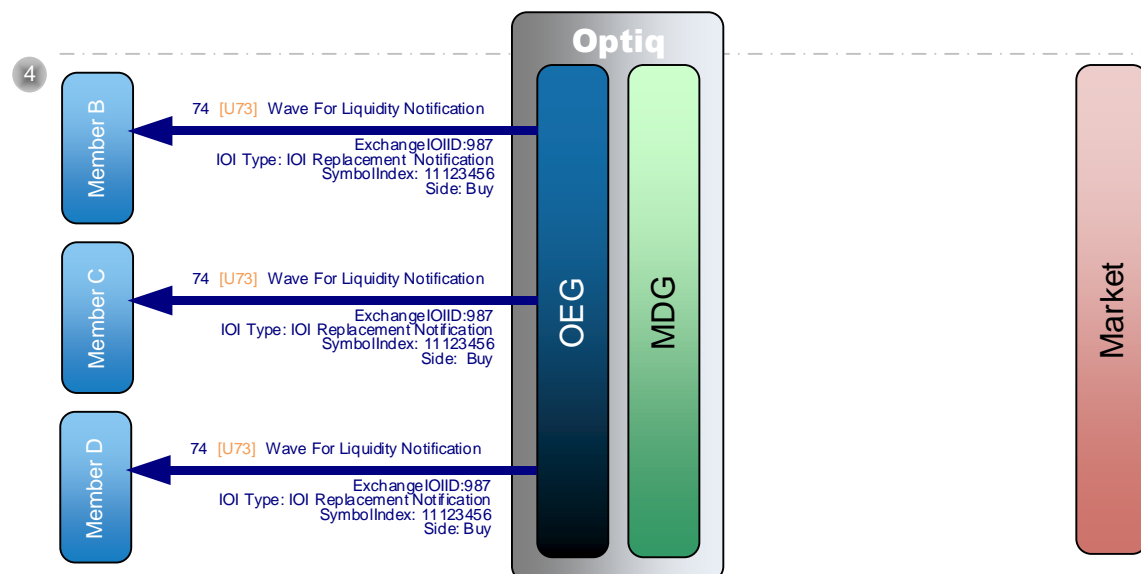 Optiq
4
Member B
74 [U73] Wave For Liquidity Notification
ExchangeIOIID:987
IOI Type: IOI Replacement Notification
SymbolIndex: 11123456
Side: Buy
Member C
74 [U73] Wave For Liquidity Notification
ExchangeIOIID:987
IOI Type: IOI Replacement Notification
SymbolIndex: 11123456
Side: Buy
Member D
74 [U73] Wave For Liquidity Notification
ExchangeIOIID:987
IOI Type: IOI Replacement Notification
SymbolIndex: 11123456
Side: Buy
OEG
MDG
Market